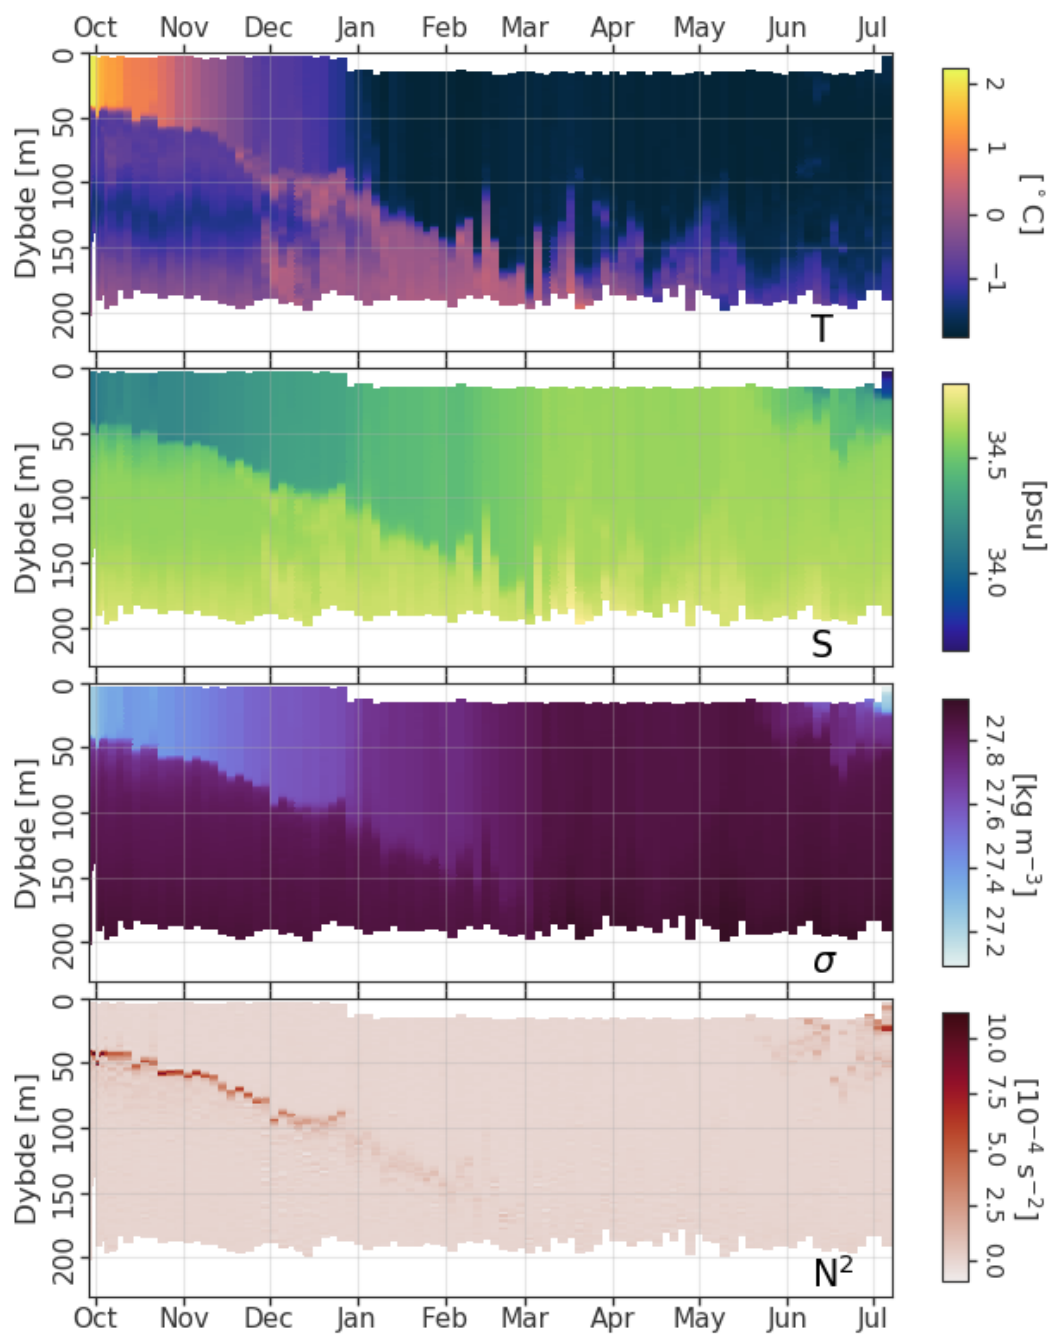 Oct Nov Dec Jan Feb Mar Apr May Jun Jul
0 50 100 150 200
Dybde [m]
T
2 1 0 −1
[°C]
0 50 100 150 200
Dybde [m]
S
34.5 34.0
[psu]
0 50 100 150 200
Dybde [m]
σ
27.8 27.6 27.4 27.2
[kg m⁻³]
0 50 100 150 200
Dybde [m]
N²
10.0 7.5 5.0 2.5 0.0
[10⁻⁴ s⁻²]
Oct Nov Dec Jan Feb Mar Apr May Jun Jul